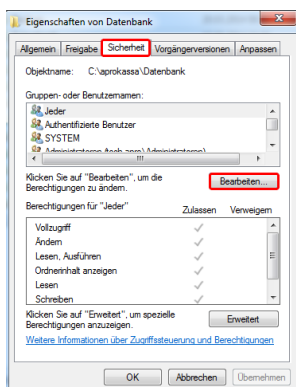 Eigenschaften von Datenbank
Allgemein Freigabe Sicherheit Vorgängerversionen Anpassen
Objektname: C:\aprokassa\Datenbank
Gruppen- oder Benutzernamen:
Jeder
Authentifizierte Benutzer
SYSTEM
Klicken Sie auf "Bearbeiten", um die
Berechtigungen zu ändern.
Bearbeiten...
Berechtigungen für "Jeder" Zulassen Verweigern
Vollzugriff
Ändern
Lesen, Ausführen
Ordnerinhalt anzeigen
Lesen
Schreiben
Klicken Sie auf "Erweitert", um spezielle
Berechtigungen anzuzeigen.
Erweitert
Weitere Informationen über Zugriffssteuerung und Berechtigungen
OK Abbrechen Übernehmen